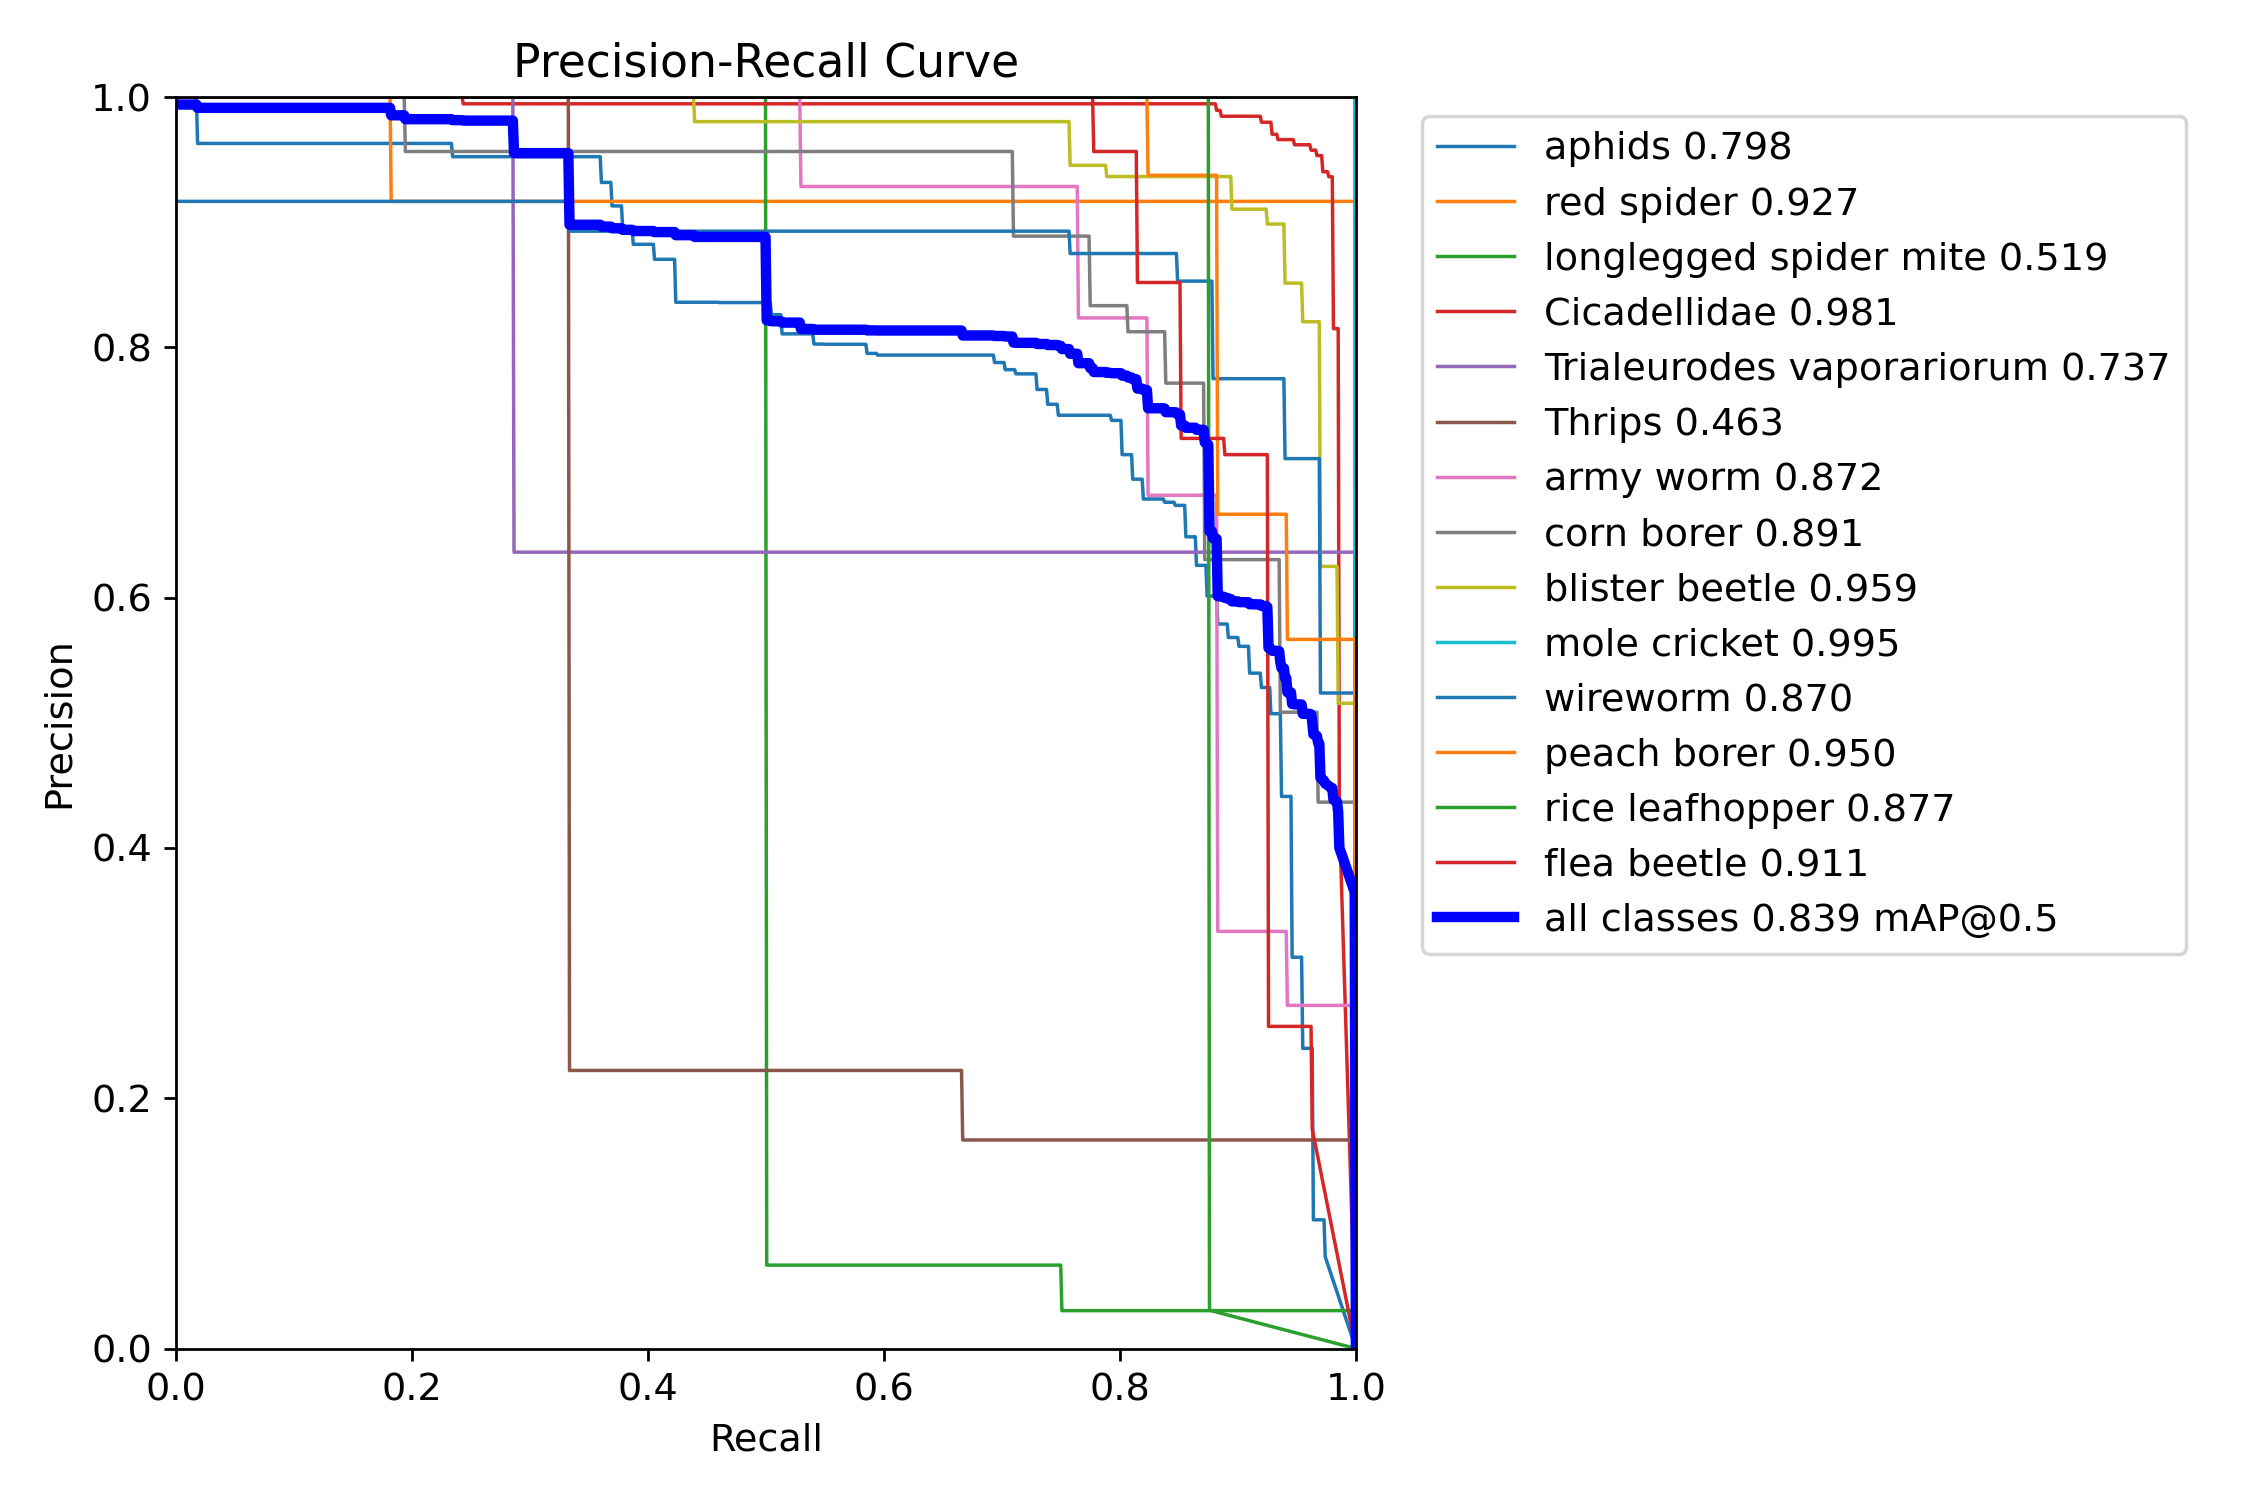 Precision-Recall Curve
1.0
0.8
0.6
0.4
0.2
0.0
Precision
0.0 0.2 0.4 0.6 0.8 1.0
Recall
aphids 0.798
red spider 0.927
longlegged spider mite 0.519
Cicadellidae 0.981
Trialeurodes vaporariorum 0.737
Thrips 0.463
army worm 0.872
corn borer 0.891
blister beetle 0.959
mole cricket 0.995
wireworm 0.870
peach borer 0.950
rice leafhopper 0.877
flea beetle 0.911
all classes 0.839 mAP@0.5